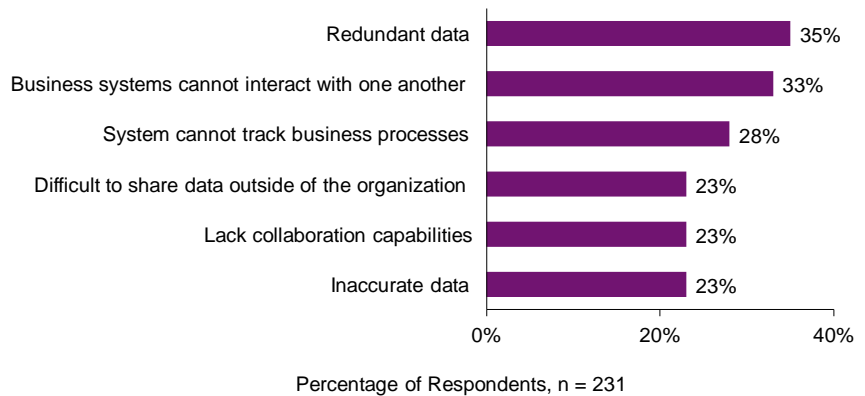 Redundant data 35%
Business systems cannot interact with one another 33%
System cannot track business processes 28%
Difficult to share data outside of the organization 23%
Lack collaboration capabilities 23%
Inaccurate data 23%
0% 20% 40%
Percentage of Respondents, n = 231